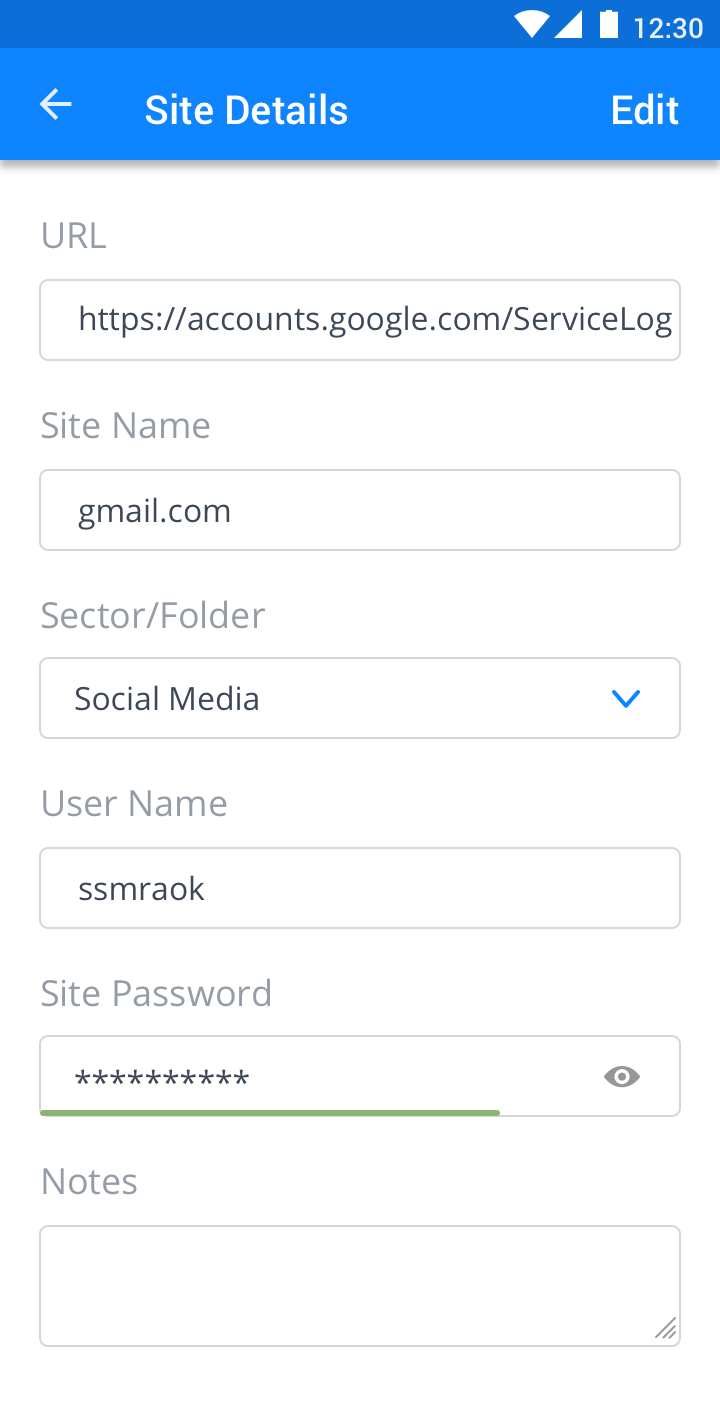 12:30
Site Details Edit
URL
https://accounts.google.com/ServiceLog
Site Name
gmail.com
Sector/Folder
Social Media
User Name
ssmraok
Site Password
**********
Notes